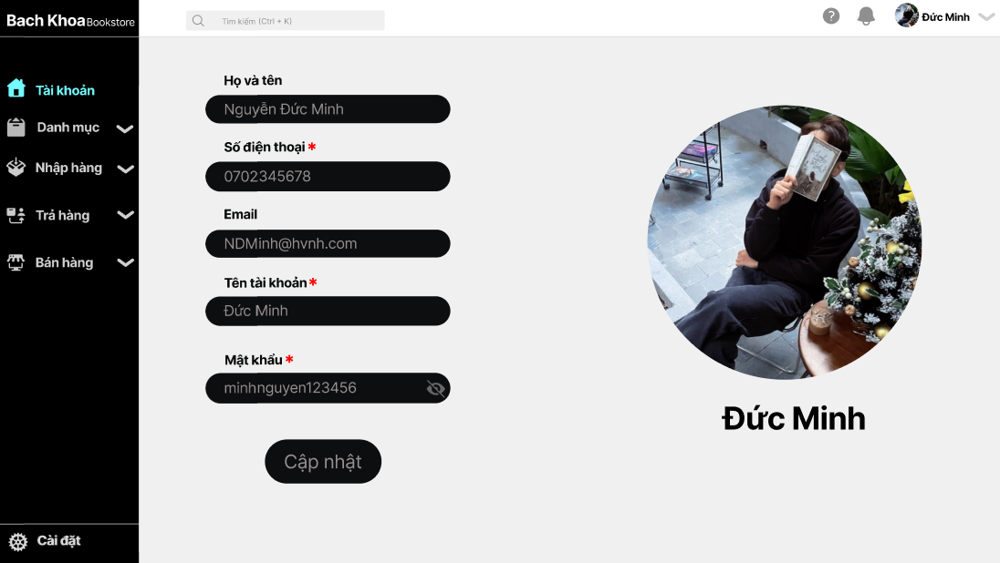 Bach Khoa Bookstore
Tìm kiếm (Ctrl + K)
?
Đức Minh
Tài khoản
Danh mục
Nhập hàng
Trả hàng
Bán hàng
Cài đặt
Họ và tên
Nguyễn Đức Minh
Số điện thoại *
0702345678
Email
NDMinh@hvnh.com
Tên tài khoản *
Đức Minh
Mật khẩu *
minhnguyen123456
Cập nhật
Đức Minh